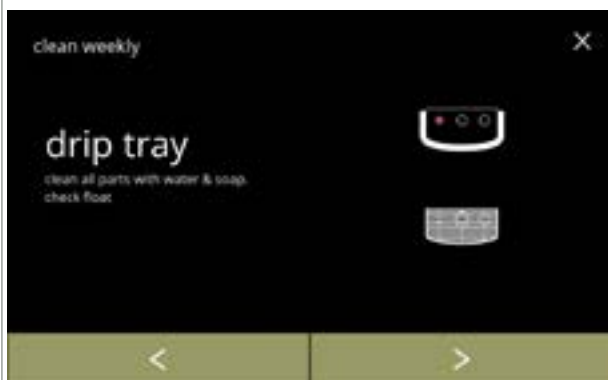 clean weekly
drip tray
clean all parts with water & soap.
check float